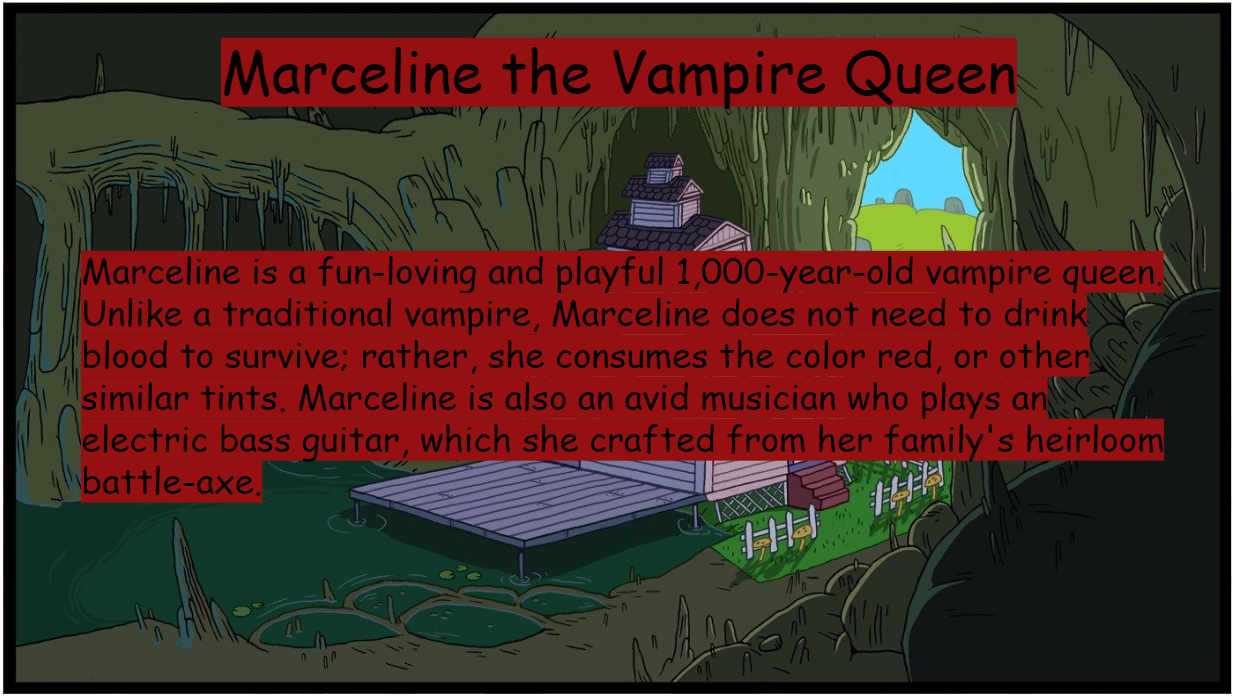 Marceline the Vampire Queen
Marceline is a fun-loving and playful 1,000-year-old vampire queen.
Unlike a traditional vampire, Marceline does not need to drink
blood to survive; rather, she consumes the color red, or other
similar tints. Marceline is also an avid musician who plays an
electric bass guitar, which she crafted from her family's heirloom
battle-axe.